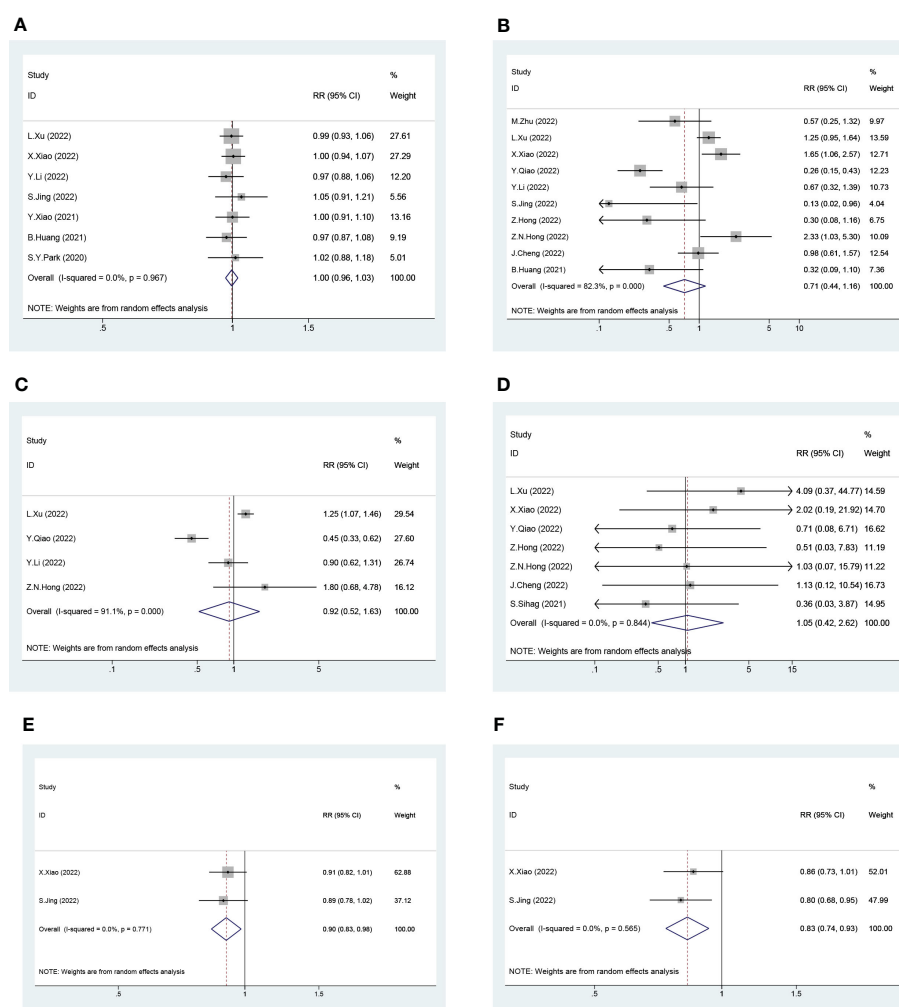 A
Study %
ID RR (95% CI) Weight
L.Xu (2022) 0.99 (0.93, 1.06) 27.61
X.Xiao (2022) 1.00 (0.94, 1.07) 27.29
Y.Li (2022) 0.97 (0.88, 1.06) 12.20
S.Jing (2022) 1.05 (0.91, 1.21) 5.56
Y.Xiao (2021) 1.00 (0.91, 1.10) 13.16
B.Huang (2021) 0.97 (0.87, 1.08) 9.19
S.Y.Park (2020) 1.02 (0.88, 1.18) 5.01
Overall (I-squared = 0.0%, p = 0.967) 1.00 (0.96, 1.03) 100.00
NOTE: Weights are from random effects analysis
.5 1 1.5
B
Study %
ID RR (95% CI) Weight
M.Zhu (2022) 0.57 (0.25, 1.32) 9.97
L.Xu (2022) 1.25 (0.95, 1.64) 13.59
X.Xiao (2022) 1.65 (1.06, 2.57) 12.71
Y.Qiao (2022) 0.26 (0.15, 0.43) 12.23
Y.Li (2022) 0.67 (0.32, 1.39) 10.73
S.Jing (2022) 0.13 (0.02, 0.96) 4.04
Z.Hong (2022) 0.30 (0.08, 1.16) 6.75
Z.N.Hong (2022) 2.33 (1.03, 5.30) 10.09
J.Cheng (2022) 0.98 (0.61, 1.57) 12.54
B.Huang (2021) 0.32 (0.09, 1.10) 7.36
Overall (I-squared = 82.3%, p = 0.000) 0.71 (0.44, 1.16) 100.00
NOTE: Weights are from random effects analysis
.1 .5 1 5 10
C
Study %
ID RR (95% CI) Weight
L.Xu (2022) 1.25 (1.07, 1.46) 29.54
Y.Qiao (2022) 0.45 (0.33, 0.62) 27.60
Y.Li (2022) 0.90 (0.62, 1.31) 26.74
Z.N.Hong (2022) 1.80 (0.68, 4.78) 16.12
Overall (I-squared = 91.1%, p = 0.000) 0.92 (0.52, 1.63) 100.00
NOTE: Weights are from random effects analysis
.1 .5 1 5
D
Study %
ID RR (95% CI) Weight
L.Xu (2022) 4.09 (0.37, 44.77) 14.59
X.Xiao (2022) 2.02 (0.19, 21.92) 14.70
Y.Qiao (2022) 0.71 (0.08, 6.71) 16.62
Z.Hong (2022) 0.51 (0.03, 7.83) 11.19
Z.N.Hong (2022) 1.03 (0.07, 15.79) 11.22
J.Cheng (2022) 1.13 (0.12, 10.54) 16.73
S.Sihag (2021) 0.36 (0.03, 3.87) 14.95
Overall (I-squared = 0.0%, p = 0.844) 1.05 (0.42, 2.62) 100.00
NOTE: Weights are from random effects analysis
.1 .5 1 5 15
E
Study %
ID RR (95% CI) Weight
X.Xiao (2022) 0.91 (0.82, 1.01) 62.88
S.Jing (2022) 0.89 (0.78, 1.02) 37.12
Overall (I-squared = 0.0%, p = 0.771) 0.90 (0.83, 0.98) 100.00
NOTE: Weights are from random effects analysis
.5 1 1.5
F
Study %
ID RR (95% CI) Weight
X.Xiao (2022) 0.86 (0.73, 1.01) 52.01
S.Jing (2022) 0.80 (0.68, 0.95) 47.99
Overall (I-squared = 0.0%, p = 0.565) 0.83 (0.74, 0.93) 100.00
NOTE: Weights are from random effects analysis
.5 1 1.5